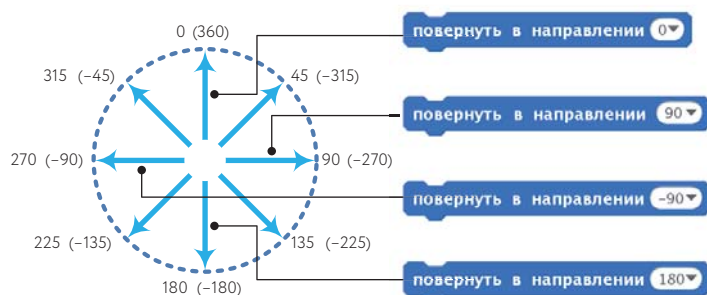 0 (360)
315 (–45)
45 (–315)
270 (–90)
90 (–270)
225 (–135)
135 (–225)
180 (–180)
повернуть в направлении 0
повернуть в направлении 90
повернуть в направлении –90
повернуть в направлении 180